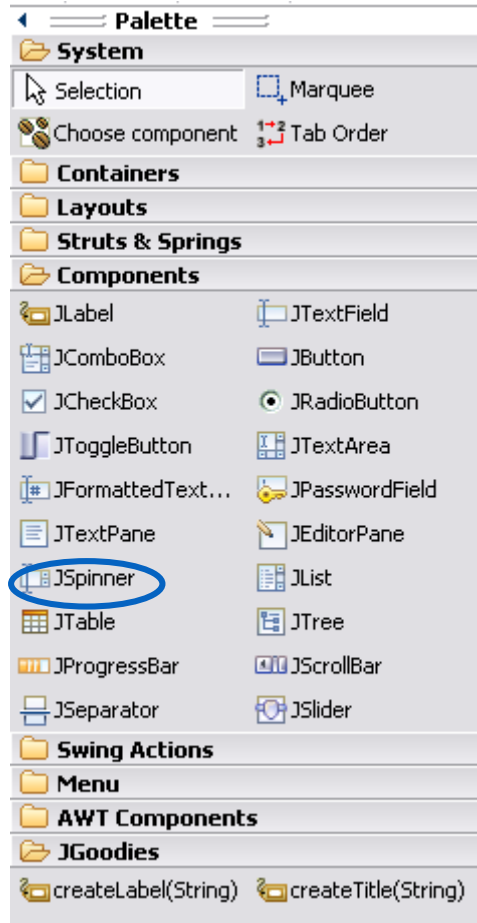 Palette
System
Selection Marquee
Choose component Tab Order
Containers
Layouts
Struts & Springs
Components
JLabel JTextField
JComboBox JButton
JCheckBox JRadioButton
JToggleButton JTextArea
JFormattedText... JPasswordField
JTextPane JEditorPane
JSpinner JList
JTable JTree
JProgressBar JScrollBar
JSeparator JSlider
Swing Actions
Menu
AWT Components
JGoodies
createLabel(String) createTitle(String)